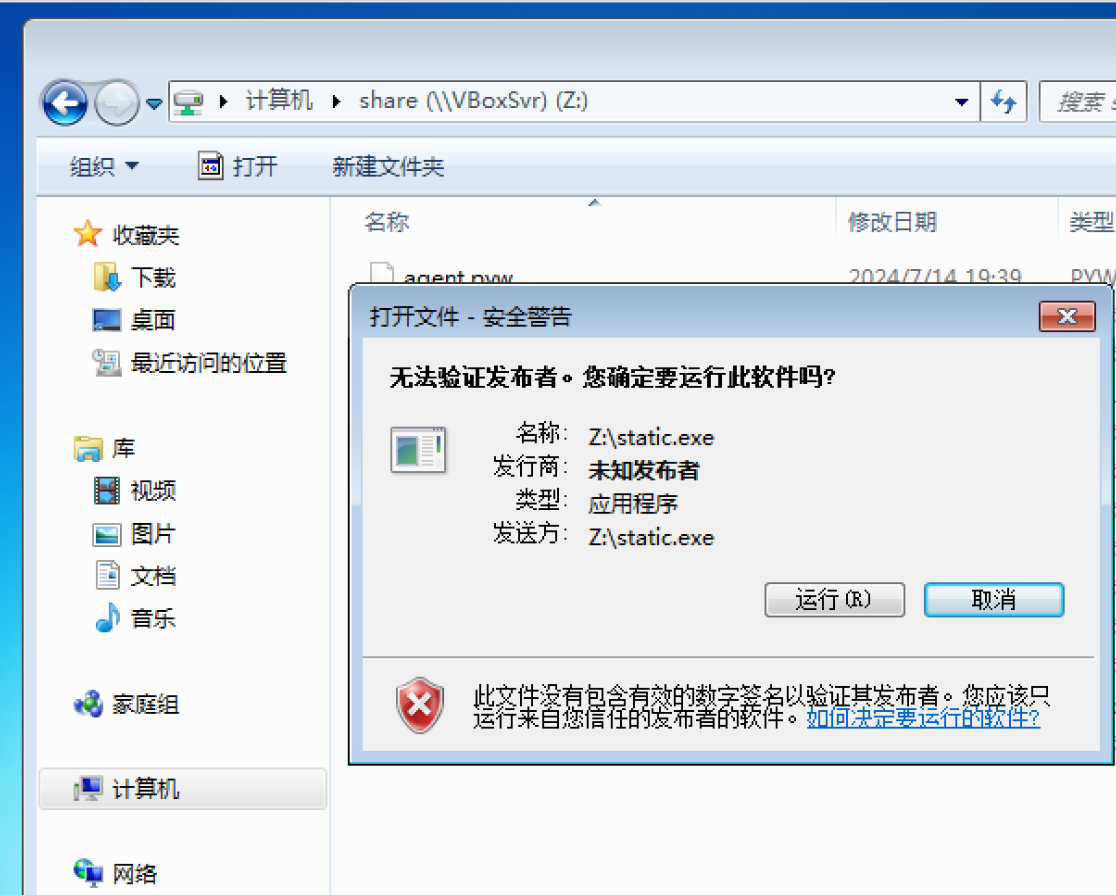 计算机 share (\\VBoxSvr) (Z:)
搜索
组织 打开 新建文件夹
名称 修改日期 类型
agent.pyw 2024/7/14 19:39 PYW
收藏夹
下载
桌面
最近访问的位置
库
视频
图片
文档
音乐
家庭组
计算机
网络
打开文件 - 安全警告
无法验证发布者。您确定要运行此软件吗?
名称: Z:\static.exe
发行商: 未知发布者
类型: 应用程序
发送方: Z:\static.exe
运行(R) 取消
此文件没有包含有效的数字签名以验证其发布者。您应该只
运行来自您信任的发布者的软件。如何决定要运行的软件?